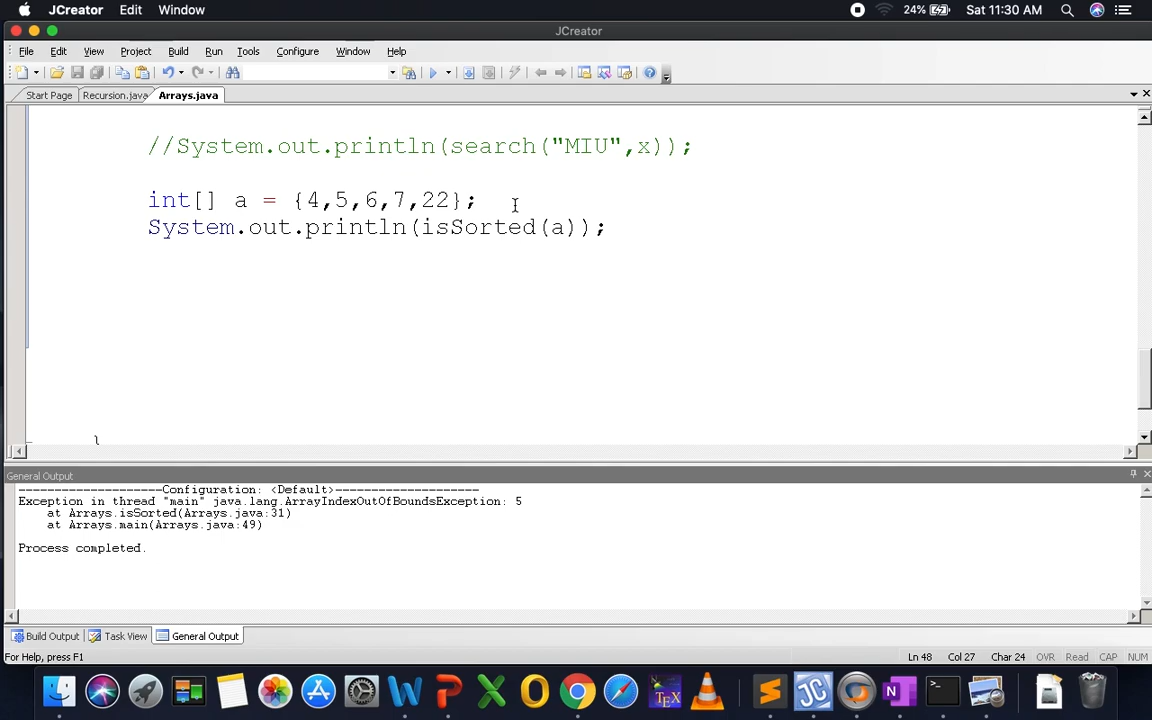 JCreator Edit Window 24% Sat 11:30 AM
JCreator
File Edit View Project Build Run Tools Configure Window Help
Start Page Recursion.java Arrays.java
//System.out.println(search("MIU",x));
int[] a = {4,5,6,7,22};
System.out.println(isSorted(a));
}
General Output
--------------------Configuration: <Default>--------------------
Exception in thread "main" java.lang.ArrayIndexOutOfBoundsException: 5
at Arrays.isSorted(Arrays.java:31)
at Arrays.main(Arrays.java:49)
Process completed.
Build Output Task View General Output
For Help, press F1 Ln 48 Col 27 Char 24 OVR Read CAP NUM